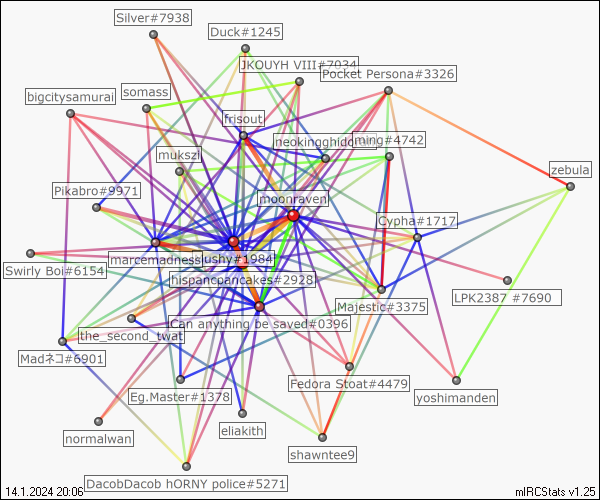 Silver#7938
Duck#1245
JKOUYH VIII#7034
Pocket Persona#3326
bigcitysamurai
somass
frisout
neokingghidorah
ming#4742
mukszi
moonraven
zebula
Pikabro#9971
Cypha#1717
marcemadness
lushy#1984
Swirly Boi#6154
hispancpancakes#2928
LPK2387 #7690
Majestic#3375
Can anything be saved#0396
the_second_twat
Madネコ#6901
Fedora Stoat#4479
Eg.Master#1378
yoshimanden
eliakith
normalwan
shawntee9
DacobDacob hORNY police#5271
14.1.2024 20:06
mIRCStats v1.25